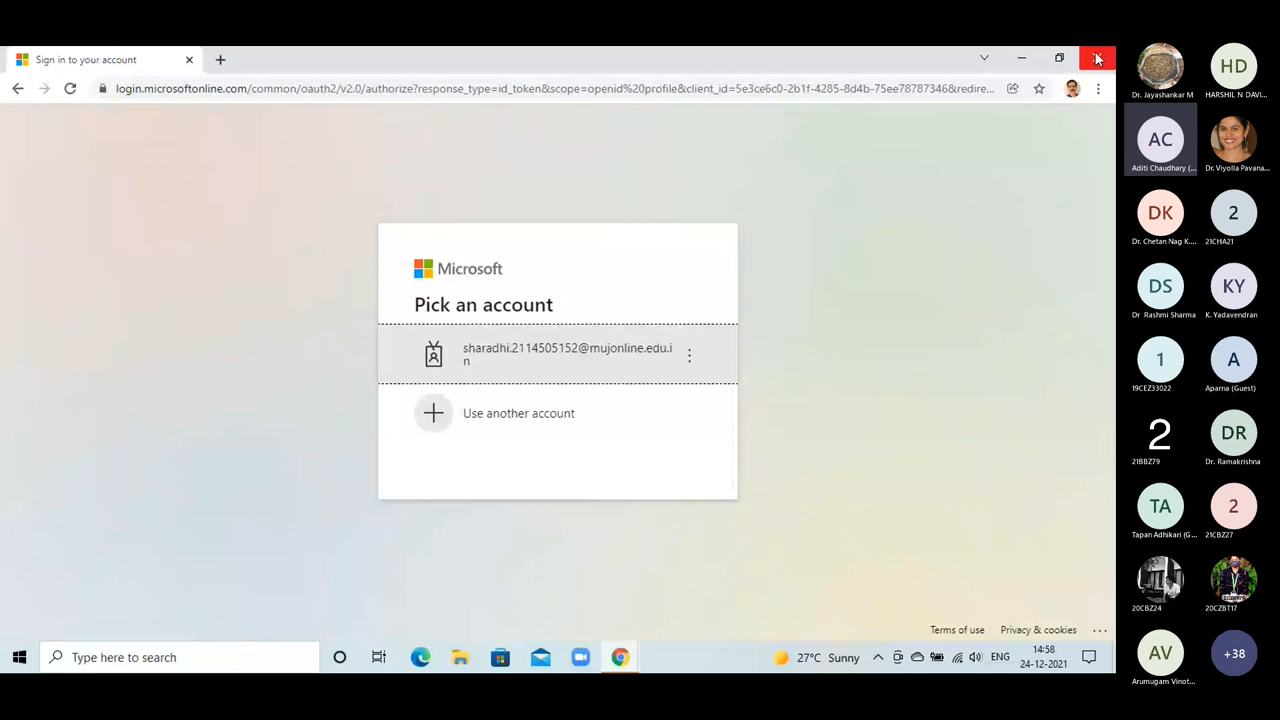 Sign in to your account
login.microsoftonline.com/common/oauth2/v2.0/authorize?response_type=id_token&scope=openid%20profile&client_id=5e3ce6c0-2b1f-4285-8d4b-75ee78787346&redire...
Microsoft
Pick an account
sharadhi.2114505152@mujonline.edu.i
n
Use another account
Terms of use
Privacy & cookies
Type here to search
27°C Sunny
ENG
14:58
24-12-2021
Dr. Jayashankar M
HD
HARSHIL N DAVI...
AC
Aditi Chaudhary (...
Dr. Viyolla Pavana...
DK
Dr. Chetan Nag K...
2
21CHA21
DS
Dr Rashmi Sharma
KY
K. Yadavendran
1
19CEZ33022
A
Aparna (Guest)
2
21BBZ79
DR
Dr. Ramakrishna
TA
Tapan Adhikari (G...
2
21CBZ27
20CBZ24
20CZBT17
AV
Arumugam Vinot...
+38